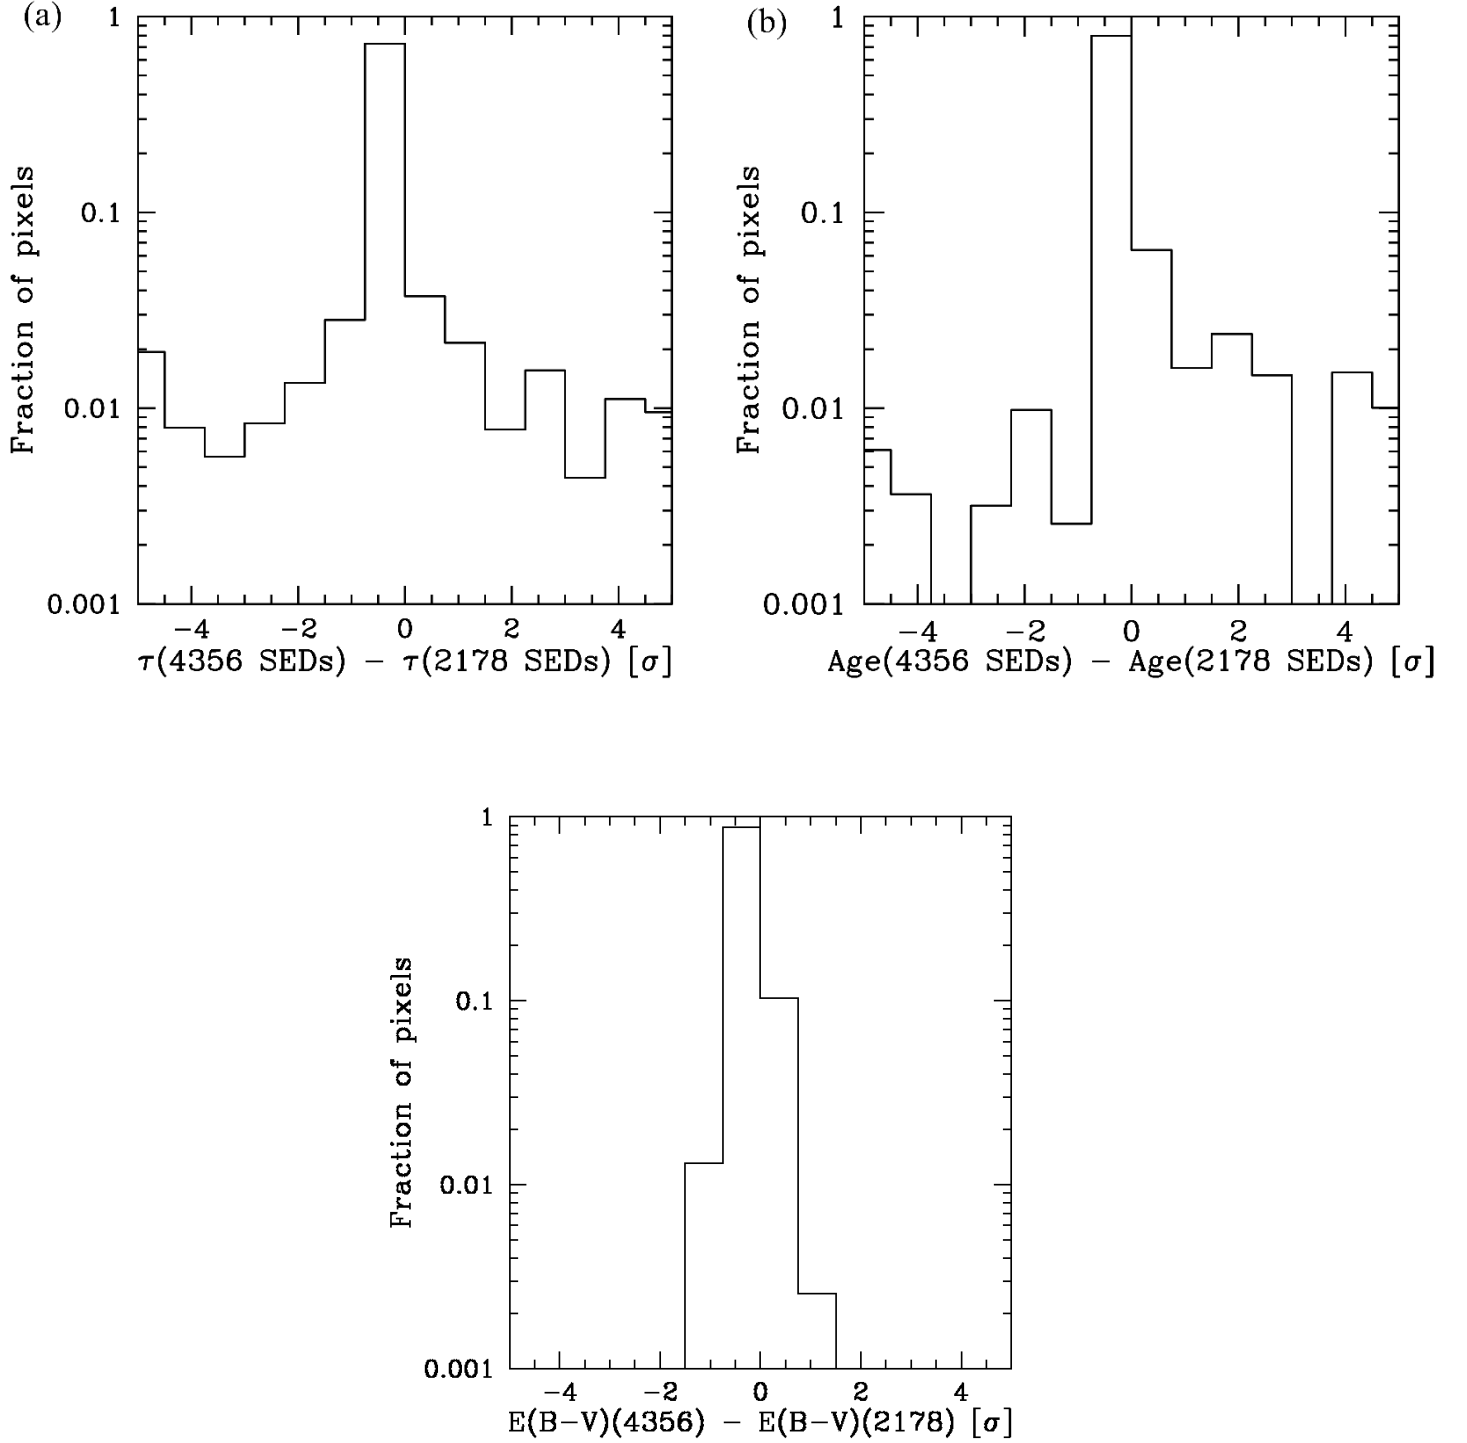 (a)
1
0.1
0.01
0.001
Fraction of pixels
−4 −2 0 2 4
τ(4356 SEDs) − τ(2178 SEDs) [σ]
(b)
1
0.1
0.01
0.001
Fraction of pixels
−4 −2 0 2 4
Age(4356 SEDs) − Age(2178 SEDs) [σ]
1
0.1
0.01
0.001
Fraction of pixels
−4 −2 0 2 4
E(B−V)(4356) − E(B−V)(2178) [σ]